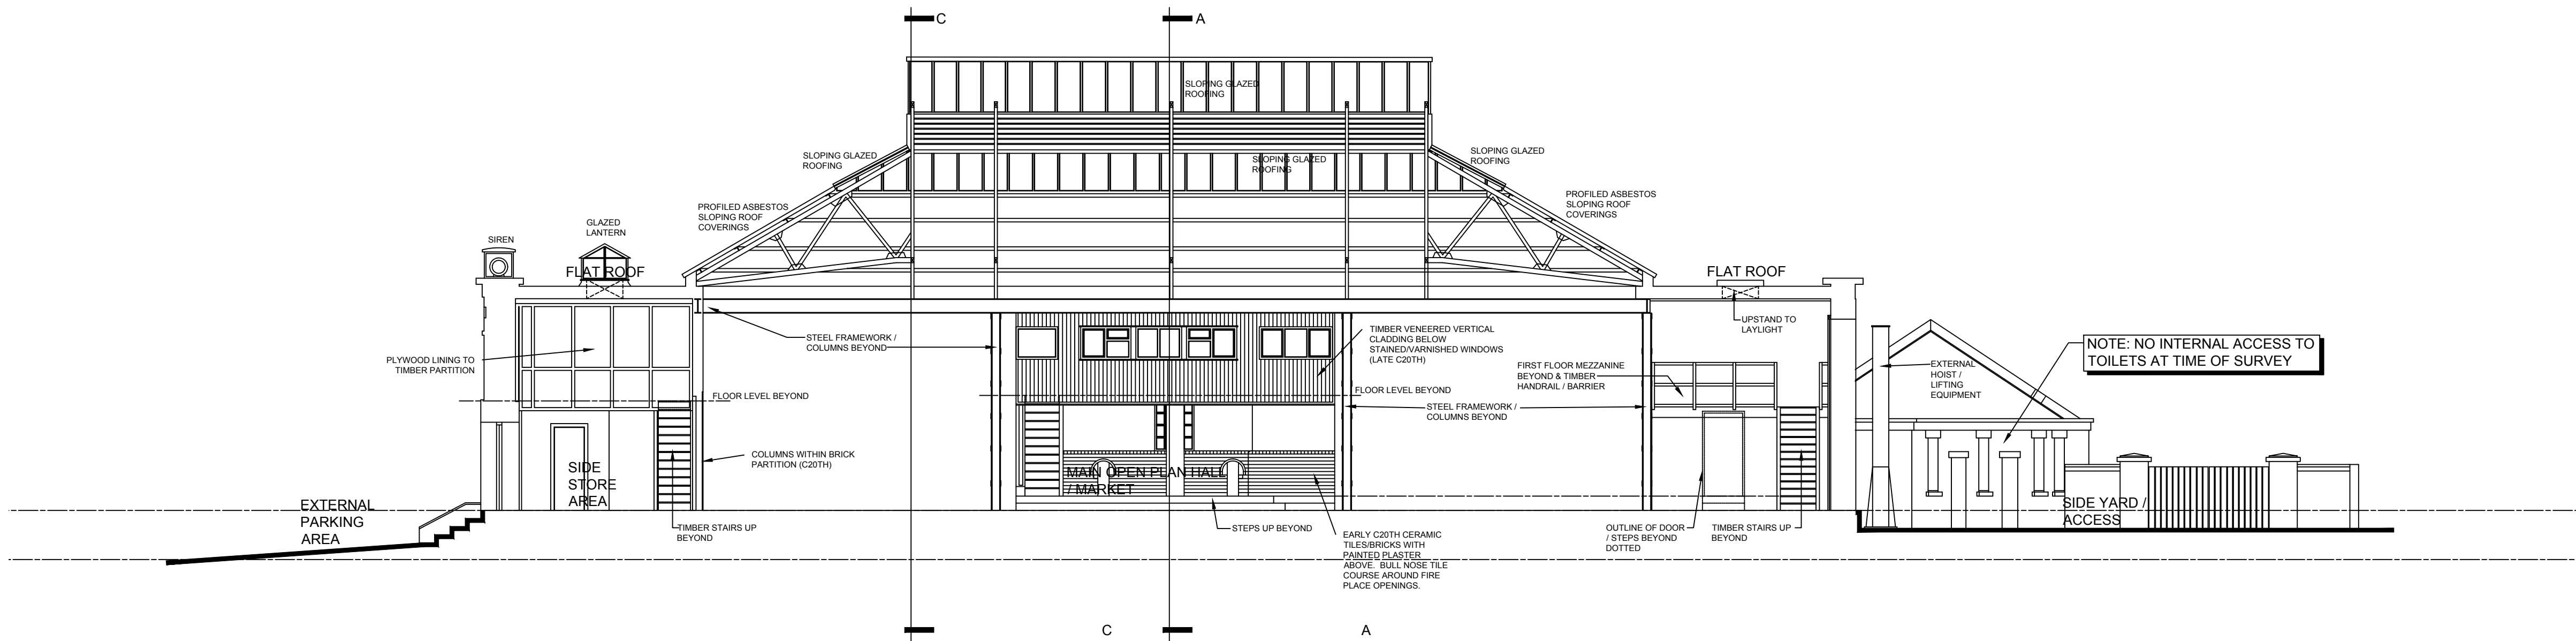 C
A
SLOPING GLAZED
ROOFING
SLOPING GLAZED
ROOFING
SLOPING GLAZED
ROOFING
SLOPING GLAZED
ROOFING
PROFILED ASBESTOS
SLOPING ROOF
COVERINGS
PROFILED ASBESTOS
SLOPING ROOF
COVERINGS
GLAZED
LANTERN
SIREN
FLAT ROOF
FLAT ROOF
UPSTAND TO
LAYLIGHT
STEEL FRAMEWORK /
COLUMNS BEYOND
TIMBER VENEERED VERTICAL
CLADDING BELOW
STAINED/VARNISHED WINDOWS
(LATE C20TH)
PLYWOOD LINING TO
TIMBER PARTITION
NOTE: NO INTERNAL ACCESS TO
TOILETS AT TIME OF SURVEY
FIRST FLOOR MEZZANINE
BEYOND & TIMBER
HANDRAIL / BARRIER
EXTERNAL
HOIST /
LIFTING
EQUIPMENT
FLOOR LEVEL BEYOND
FLOOR LEVEL BEYOND
STEEL FRAMEWORK /
COLUMNS BEYOND
COLUMNS WITHIN BRICK
PARTITION (C20TH)
SIDE
STORE
AREA
MAIN OPEN PLAN HALL
/ MARKET
EXTERNAL
PARKING
AREA
SIDE YARD /
ACCESS
TIMBER STAIRS UP
BEYOND
STEPS UP BEYOND
EARLY C20TH CERAMIC
TILES/BRICKS WITH
PAINTED PLASTER
ABOVE. BULL NOSE TILE
COURSE AROUND FIRE
PLACE OPENINGS.
OUTLINE OF DOOR
/ STEPS BEYOND
DOTTED
TIMBER STAIRS UP
BEYOND
C
A